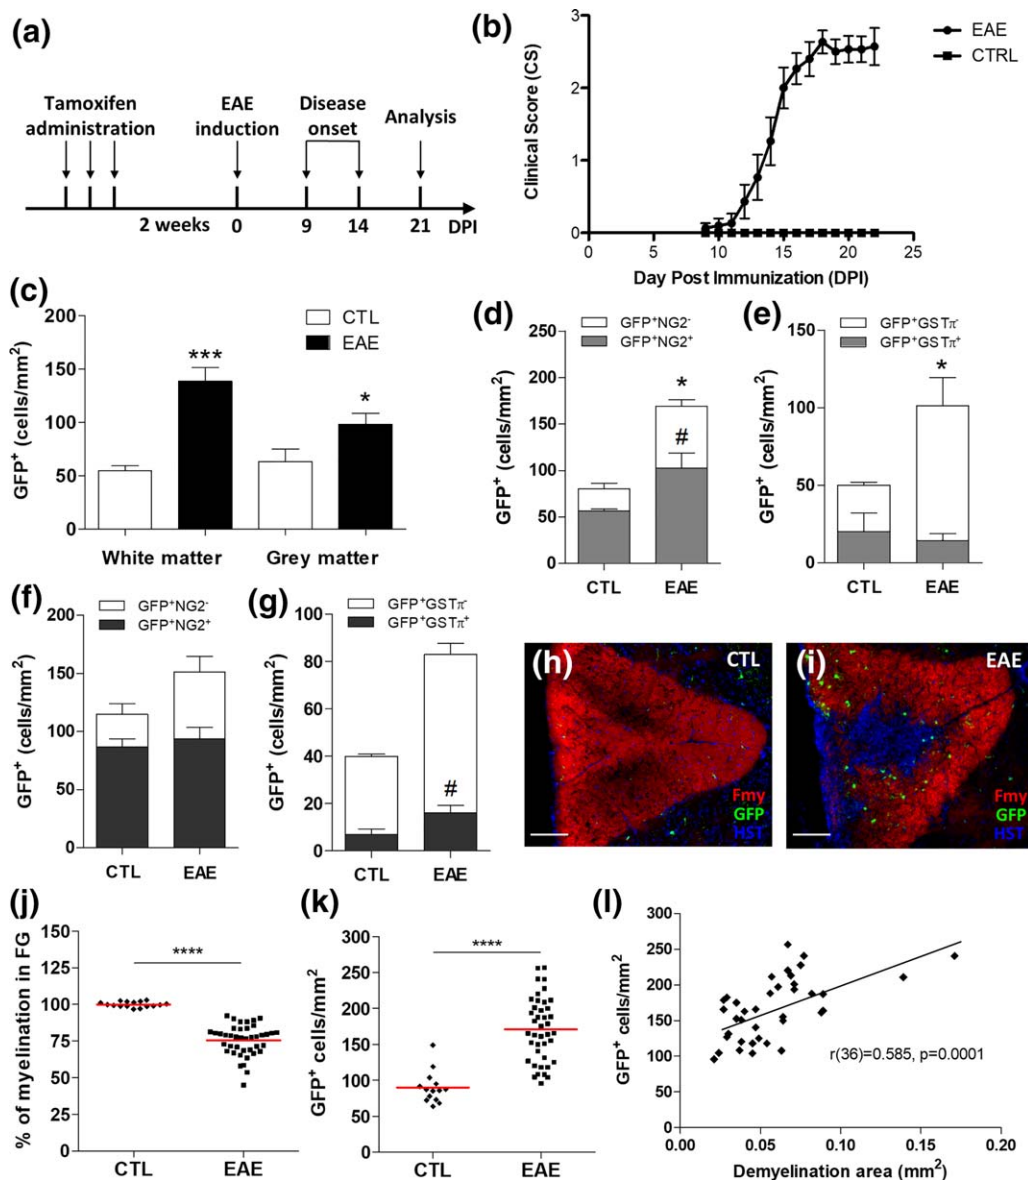 (a)
Tamoxifen administration
EAE induction
Disease onset
Analysis
2 weeks 0 9 14 21 DPI
(b)
Clinical Score (CS)
3
2
1
0
0 5 10 15 20 25
Day Post Immunization (DPI)
EAE
CTRL
(c)
GFP⁺ (cells/mm²)
200
150
100
50
0
CTL
EAE
***
*
White matter Grey matter
(d)
GFP⁺ (cells/mm²)
250
200
150
100
50
0
GFP⁺NG2⁻
GFP⁺NG2⁺
*
#
CTL EAE
(e)
GFP⁺ (cells/mm²)
150
100
50
0
GFP⁺GSTπ⁻
GFP⁺GSTπ⁺
*
CTL EAE
(f)
GFP⁺ (cells/mm²)
200
150
100
50
0
GFP⁺NG2⁻
GFP⁺NG2⁺
CTL EAE
(g)
GFP⁺ (cells/mm²)
100
80
60
40
20
0
GFP⁺GSTπ⁻
GFP⁺GSTπ⁺
#
CTL EAE
(h) CTL
Fmy
GFP
HST
(i) EAE
Fmy
GFP
HST
(j)
% of myelination in FG
150
125
100
75
50
25
0
****
CTL EAE
(k)
GFP⁺ cells/mm²
300
250
200
150
100
50
0
****
CTL EAE
(l)
GFP⁺ cells/mm²
300
250
200
150
100
50
0
r(36)=0.585, p=0.0001
0.00 0.05 0.10 0.15 0.20
Demyelination area (mm²)